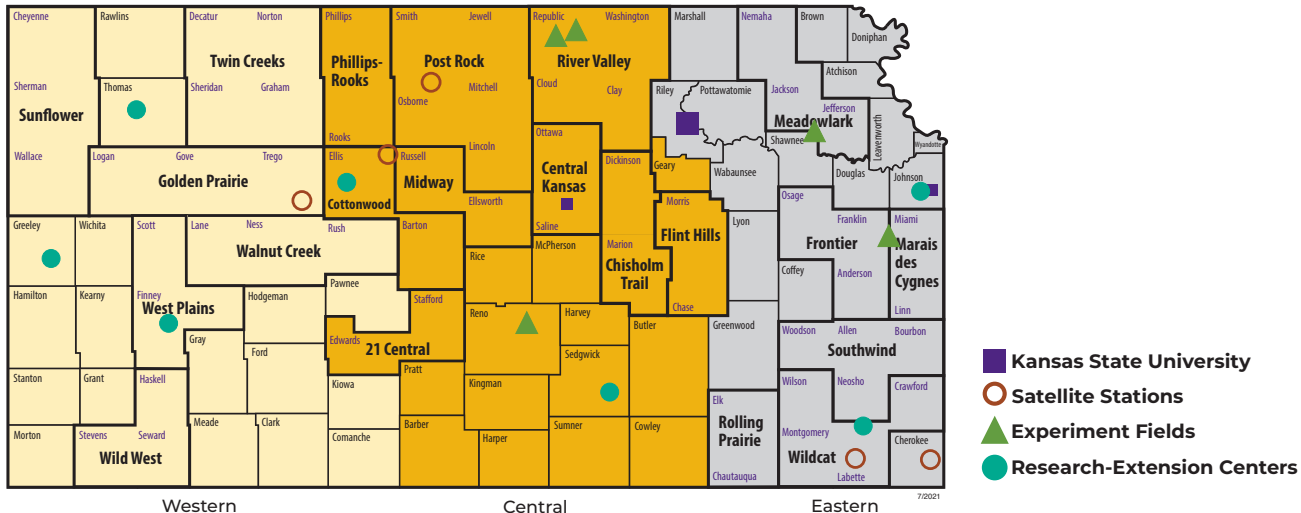 Cheyenne
Rawlins
Decatur
Norton
Phillips
Smith
Jewell
Republic
Washington
Marshall
Nemaha
Brown
Doniphan
Twin Creeks
Phillips-
Rooks
Post Rock
River Valley
Atchison
Sherman
Thomas
Sheridan
Graham
Osborne
Mitchell
Cloud
Clay
Riley
Pottawatomie
Jackson
Jefferson
Sunflower
Meadowlark
Leavenworth
Wyandotte
Wallace
Logan
Gove
Trego
Rooks
Ellis
Russell
Lincoln
Ottawa
Dickinson
Geary
Wabaunsee
Shawnee
Douglas
Johnson
Golden Prairie
Cottonwood
Midway
Central
Kansas
Ellsworth
Saline
Morris
Osage
Franklin
Miami
Greeley
Wichita
Scott
Lane
Ness
Rush
Barton
Rice
McPherson
Marion
Flint Hills
Lyon
Frontier
Marais
des
Cygnes
Walnut Creek
Chisholm
Trail
Coffey
Anderson
Linn
Hamilton
Kearny
Finney
West Plains
Hodgeman
Pawnee
Stafford
Reno
Harvey
Butler
Chase
Greenwood
Woodson
Allen
Bourbon
Gray
Ford
Edwards
21 Central
Sedgwick
Southwind
Stanton
Grant
Haskell
Kiowa
Pratt
Kingman
Elk
Wilson
Neosho
Crawford
Rolling
Prairie
Morton
Stevens
Seward
Meade
Clark
Comanche
Barber
Harper
Sumner
Cowley
Montgomery
Cherokee
Wild West
Chautauqua
Wildcat
Labette
7/2021
Western
Central
Eastern
Kansas State University
Satellite Stations
Experiment Fields
Research-Extension Centers